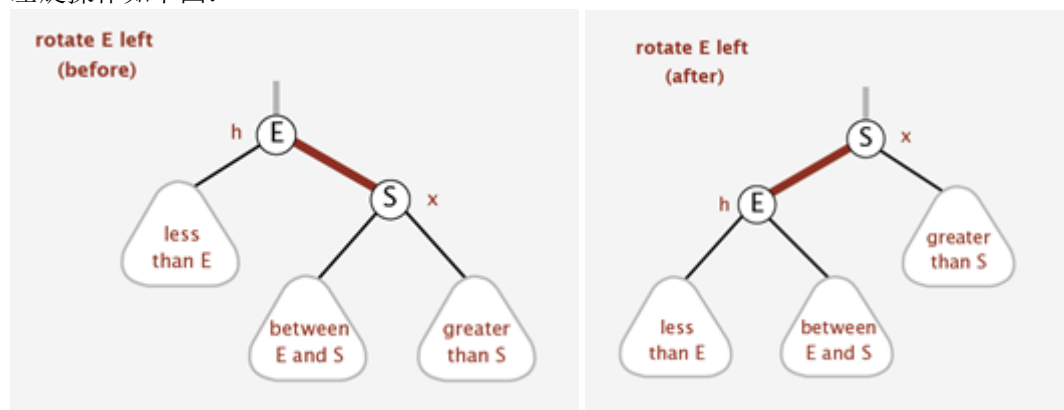 rotate E left
(before)
h
E
S
x
less
than E
between
E and S
greater
than S
rotate E left
(after)
S
x
h
E
greater
than S
less
than E
between
E and S